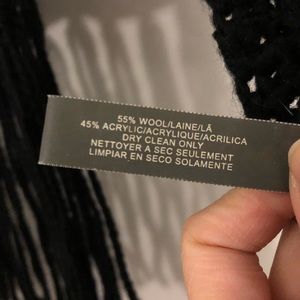 55% WOOL/LAINE/LÃ
45% ACRYLIC/ACRYLIQUE/ACRILICA
DRY CLEAN ONLY
NETTOYER A SEC SEULEMENT
LIMPIAR EN SECO SOLAMENTE